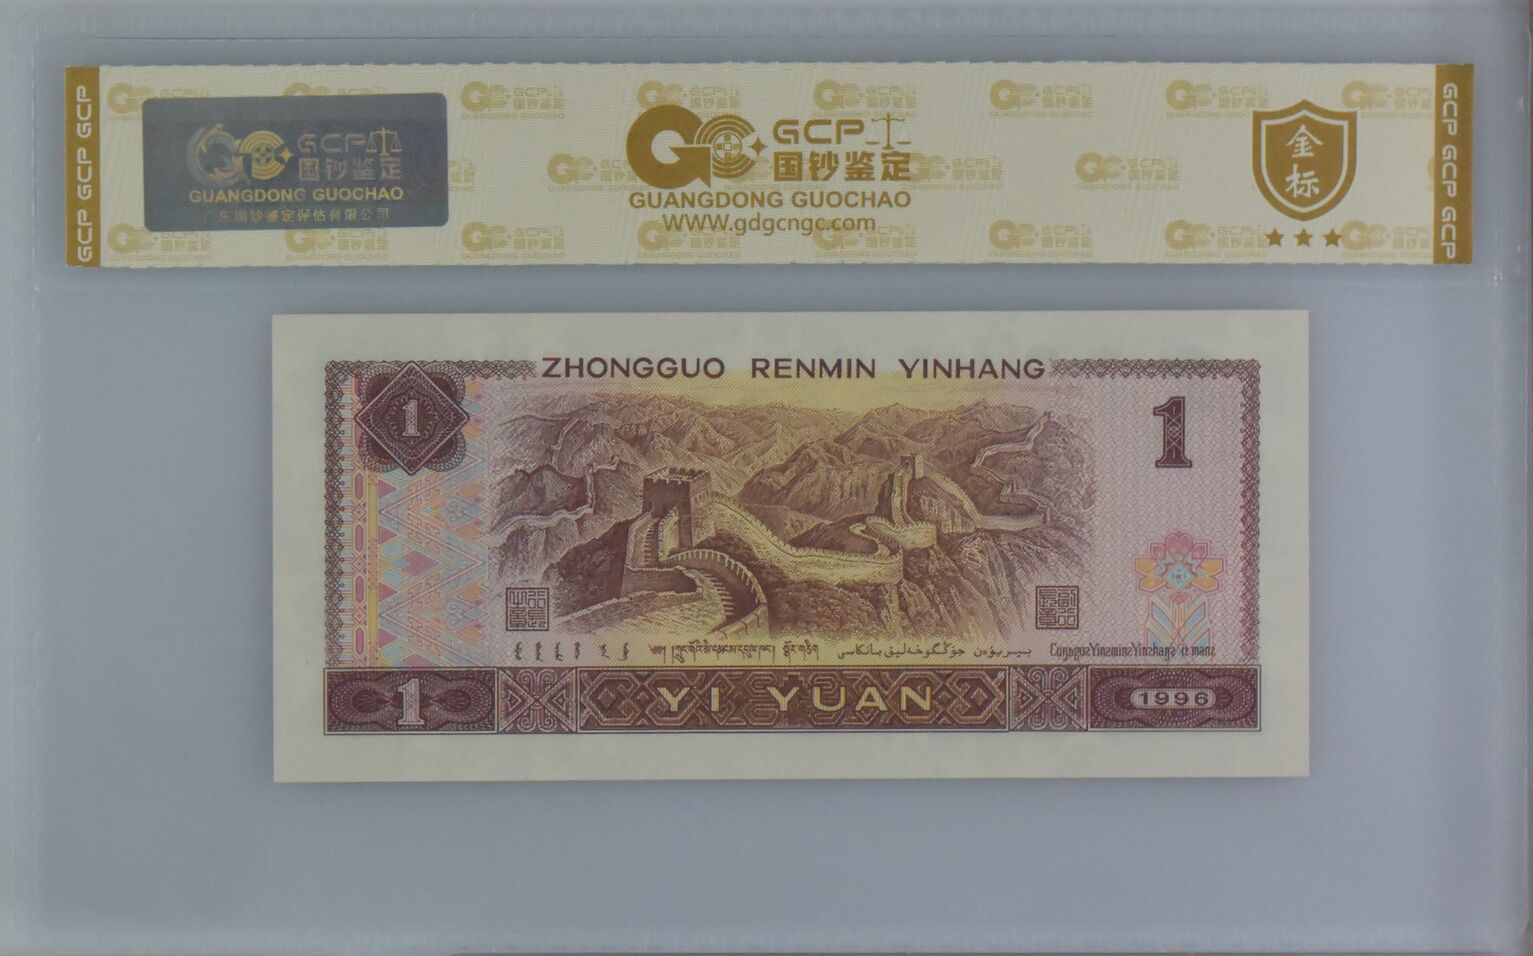 GCP GCP GCP
GCP
国钞鉴定
GUANGDONG GUOCHAO
广东国钞鉴定评估有限公司
GCP
国钞鉴定
GUANGDONG GUOCHAO
WWW.gdgcngc.com
金
标
GCP GCP GCP
ZHONGGUO RENMIN YINHANG
1
1
YI YUAN
1
1996